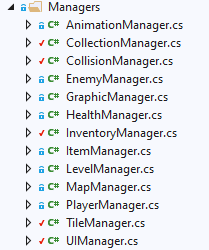 Managers
C# AnimationManager.cs
C# CollectionManager.cs
C# CollisionManager.cs
C# EnemyManager.cs
C# GraphicManager.cs
C# HealthManager.cs
C# InventoryManager.cs
C# ItemManager.cs
C# LevelManager.cs
C# MapManager.cs
C# PlayerManager.cs
C# TileManager.cs
C# UIManager.cs